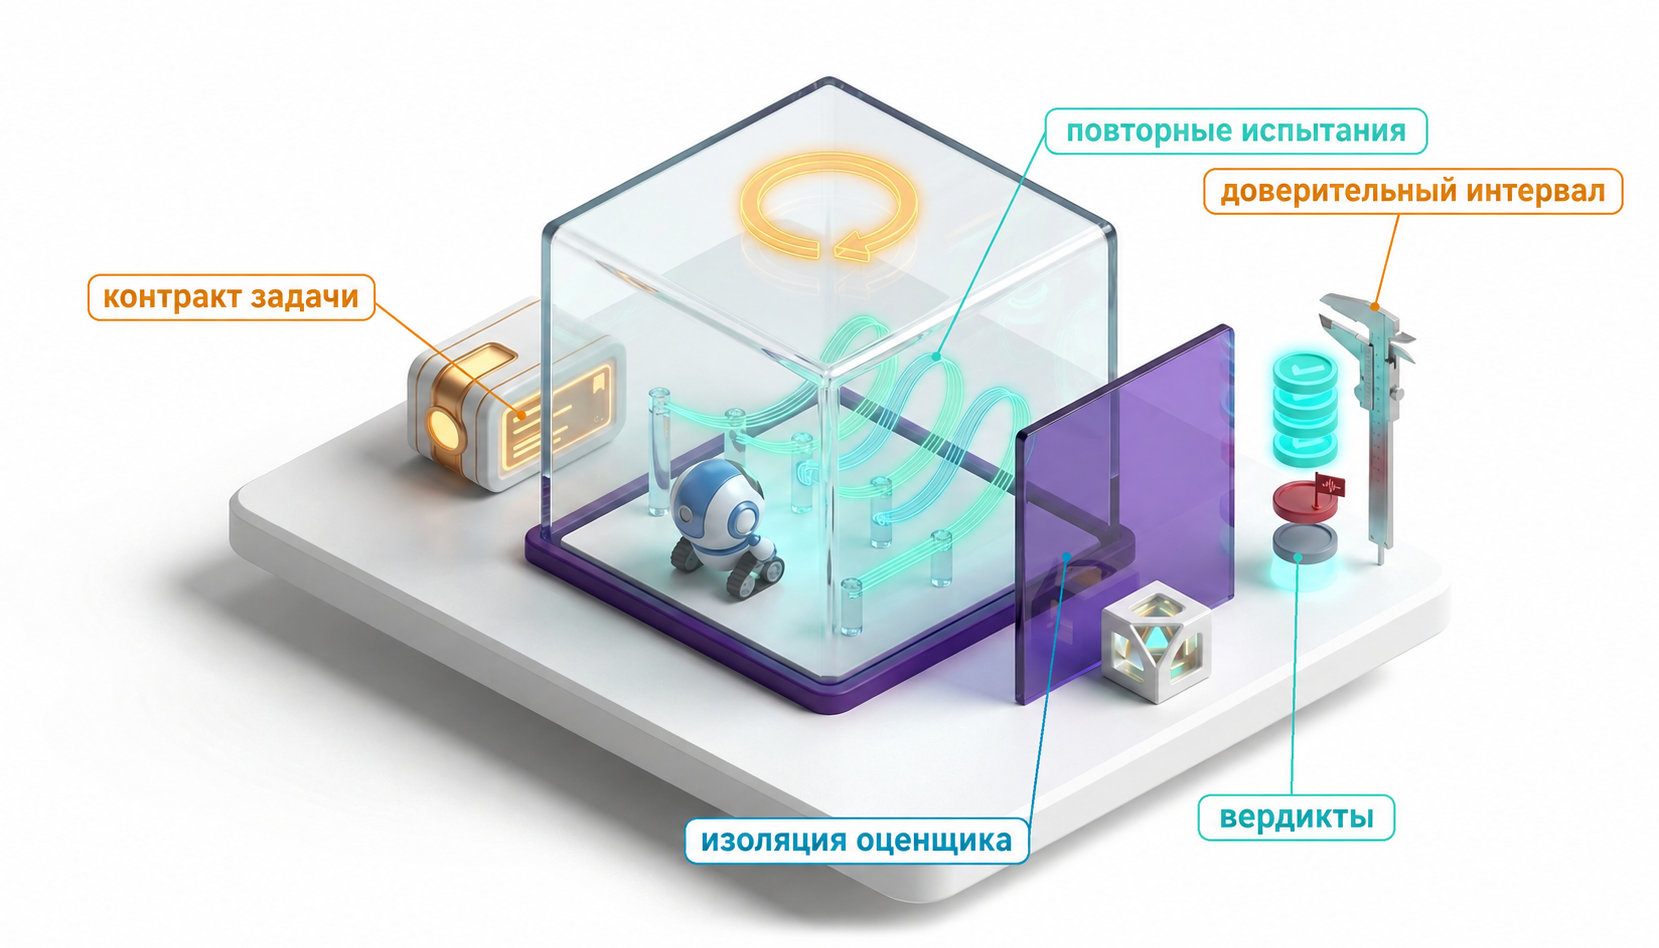 повторные испытания
доверительный интервал
контракт задачи
вердикты
изоляция оценщика